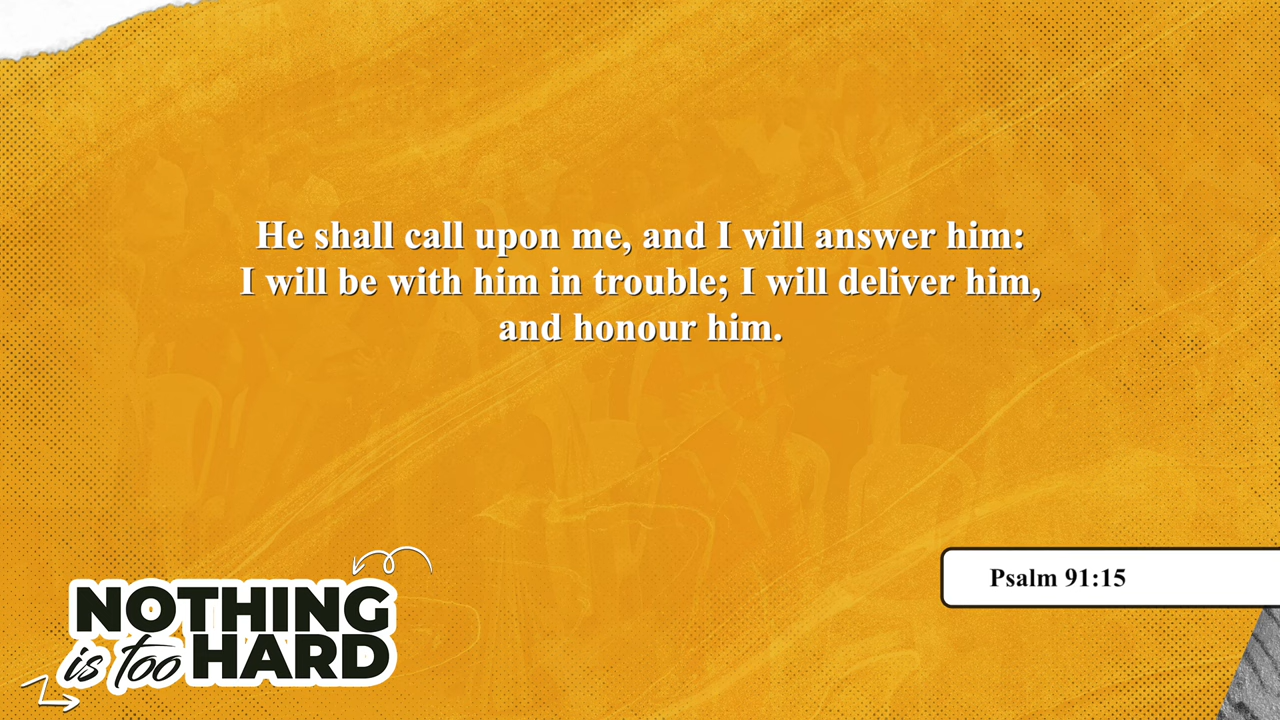 He shall call upon me, and I will answer him:
I will be with him in trouble; I will deliver him,
and honour him.
Psalm 91:15
NOTHING
is too HARD